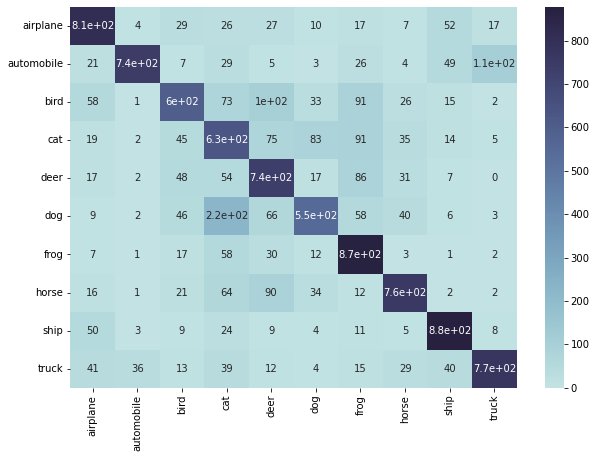 airplane 8.1e+02 4 29 26 27 10 17 7 52 17
automobile 21 7.4e+02 7 29 5 3 26 4 49 1.1e+02
bird 58 1 6e+02 73 1e+02 33 91 26 15 2
cat 19 2 45 6.3e+02 75 83 91 35 14 5
deer 17 2 48 54 7.4e+02 17 86 31 7 0
dog 9 2 46 2.2e+02 66 5.5e+02 58 40 6 3
frog 7 1 17 58 30 12 8.7e+02 3 1 2
horse 16 1 21 64 90 34 12 7.6e+02 2 2
ship 50 3 9 24 9 4 11 5 8.8e+02 8
truck 41 36 13 39 12 4 15 29 40 7.7e+02
airplane automobile bird cat deer dog frog horse ship truck
800
700
600
500
400
300
200
100
0